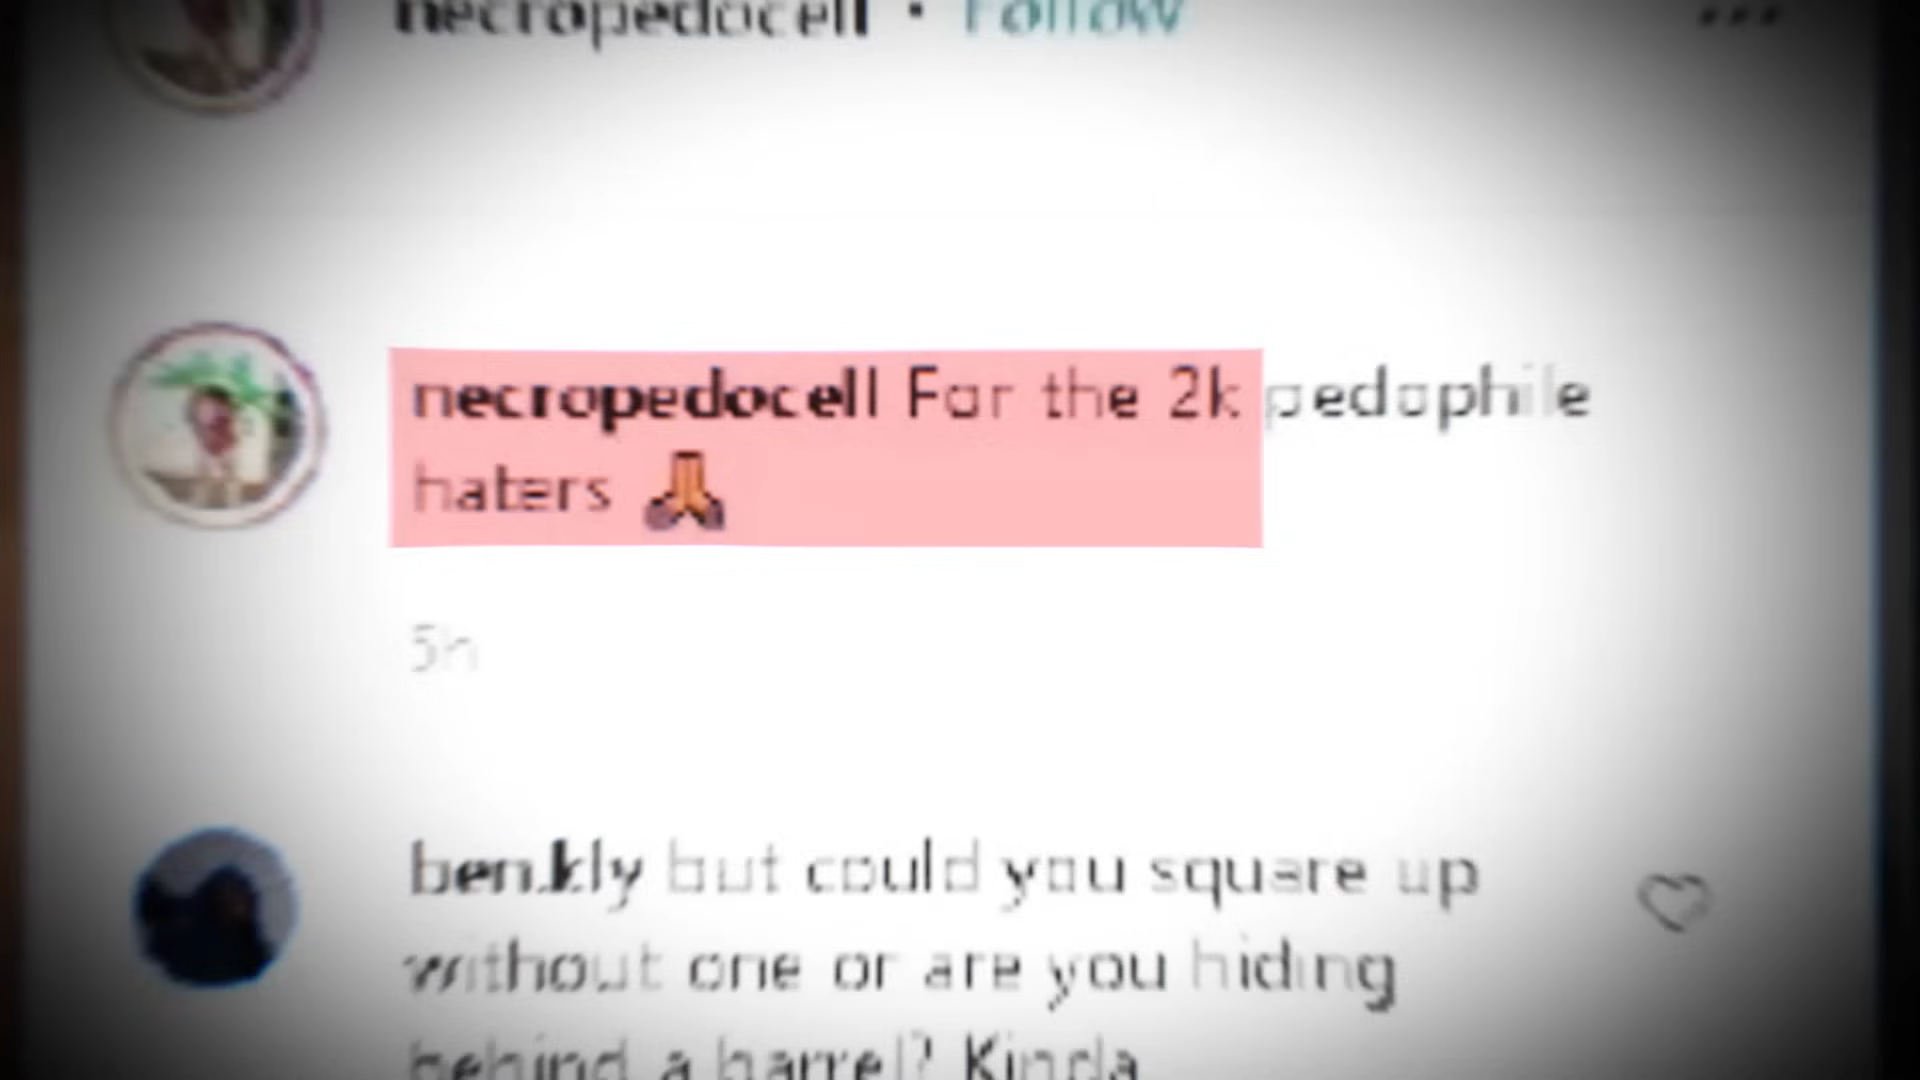 necropedocell • Follow
necropedocell For the 2k pedophile
haters 🙏
5h
ben.kly but could you square up
without one or are you hiding
behind a barrel? Kinda